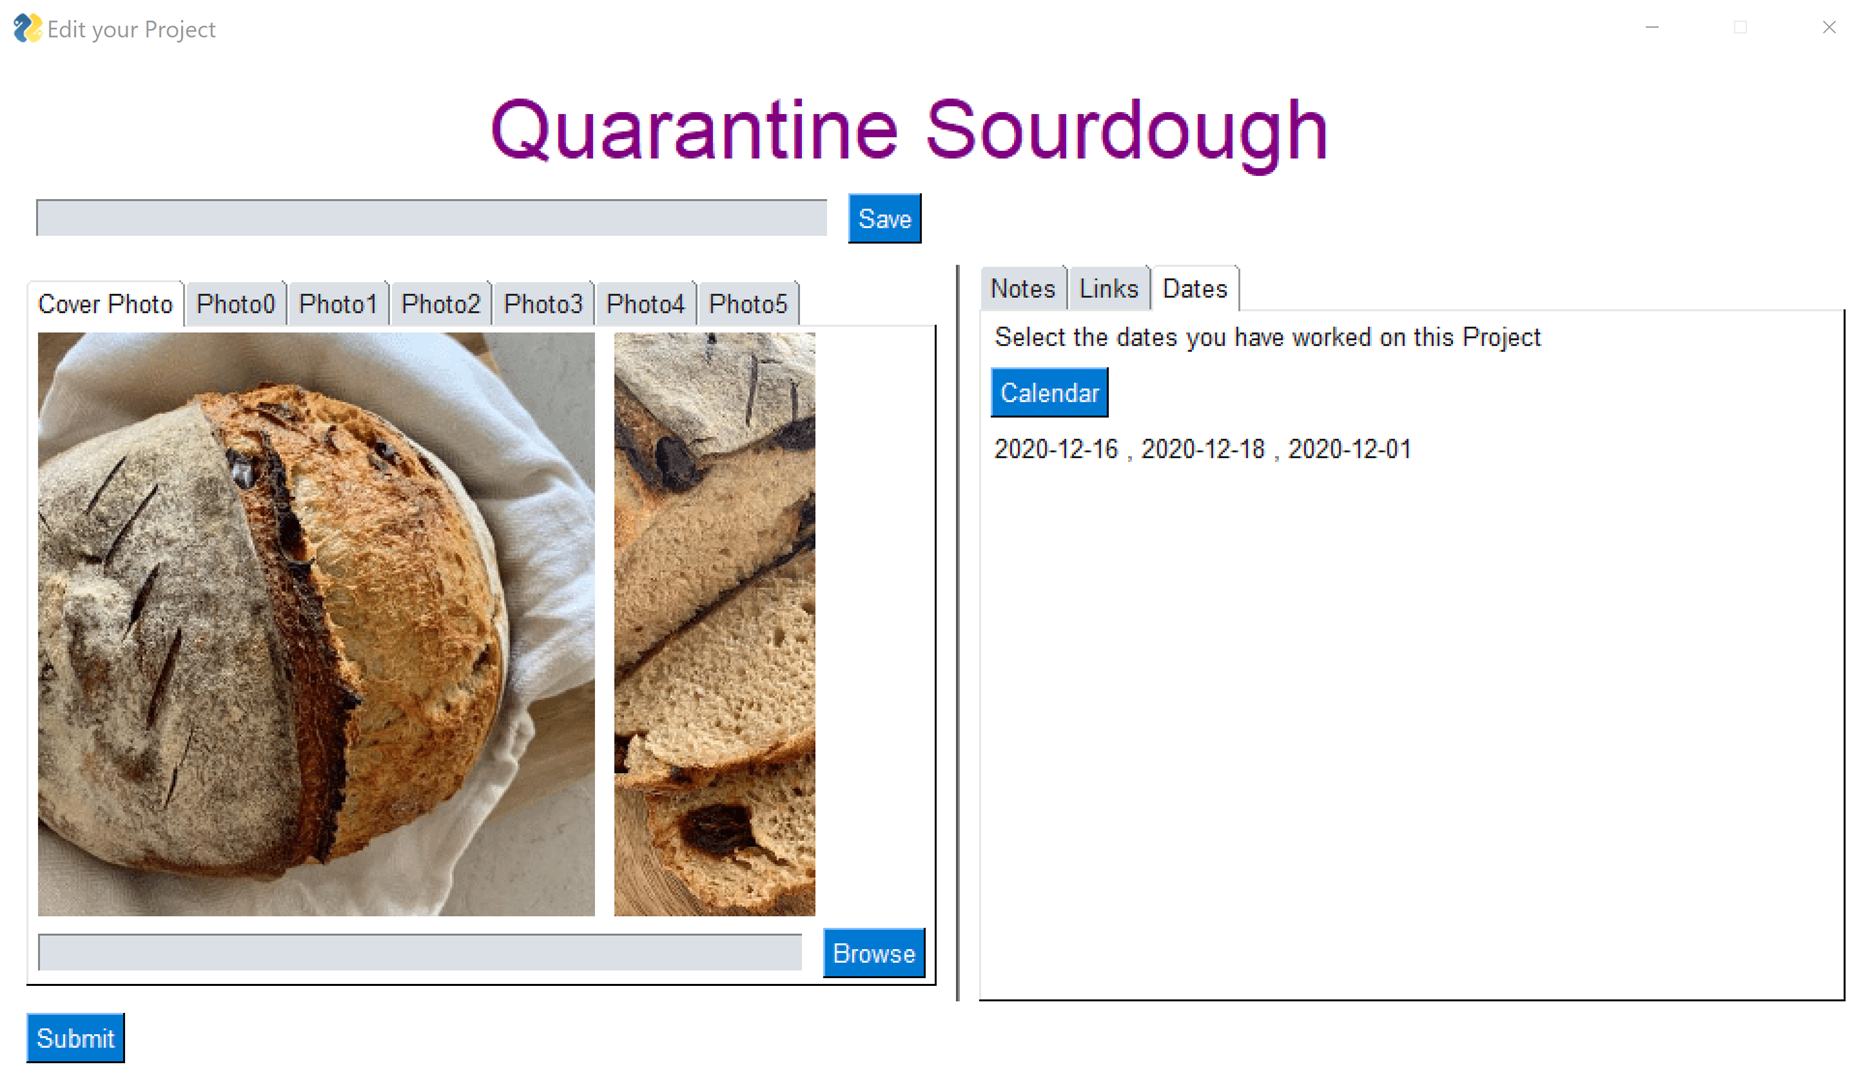 Edit your Project
Quarantine Sourdough
Save
Cover Photo Photo0 Photo1 Photo2 Photo3 Photo4 Photo5
Browse
Submit
Notes Links Dates
Select the dates you have worked on this Project
Calendar
2020-12-16 , 2020-12-18 , 2020-12-01